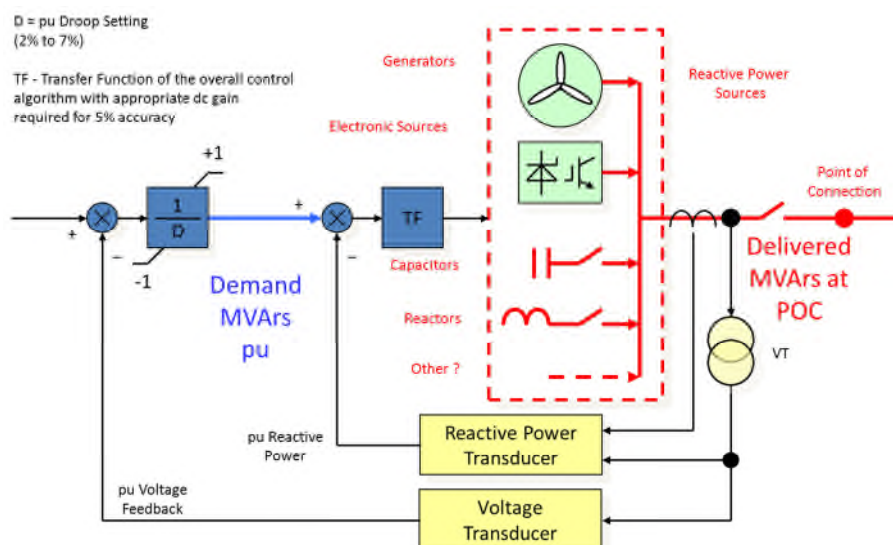 D = pu Droop Setting
(2% to 7%)
TF - Transfer Function of the overall control
algorithm with appropriate dc gain
required for 5% accuracy
Generators
Reactive Power
Sources
Electronic Sources
Point of
Connection
+1
1
D
-1
+
−
+
−
TF
Demand
MVArs
pu
Capacitors
Reactors
Other ?
Delivered
MVArs at
POC
VT
pu Reactive
Power
Reactive Power
Transducer
pu Voltage
Feedback
Voltage
Transducer